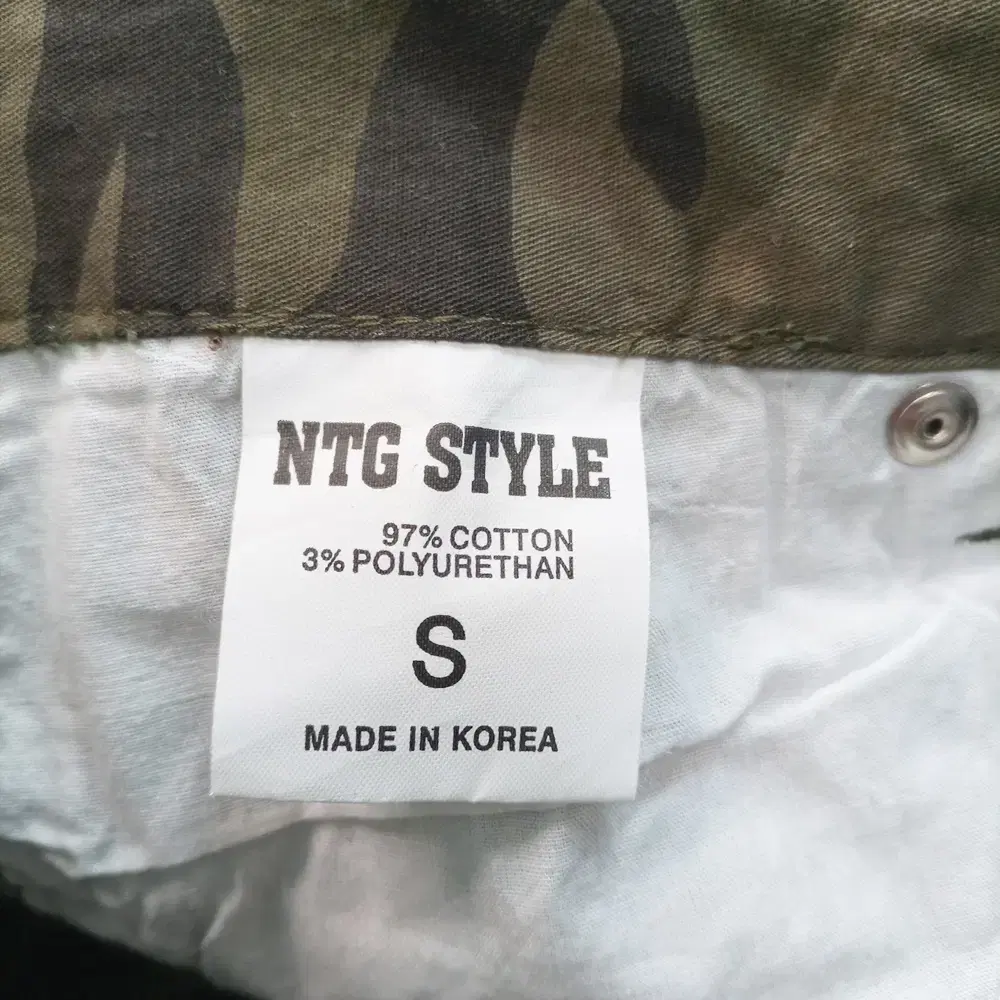 NTG STYLE
97% COTTON
3% POLYURETHAN
S
MADE IN KOREA